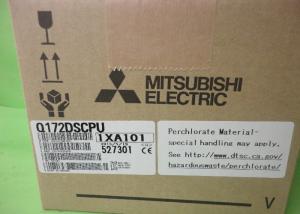 MITSUBISHI
ELECTRIC
Q172DSCPU
IXA101
527301 CE
Perchlorate Material-
special handling may apply.
See http://www.dtsc.ca.gov/
hazardouswaste/perchlorate/
V